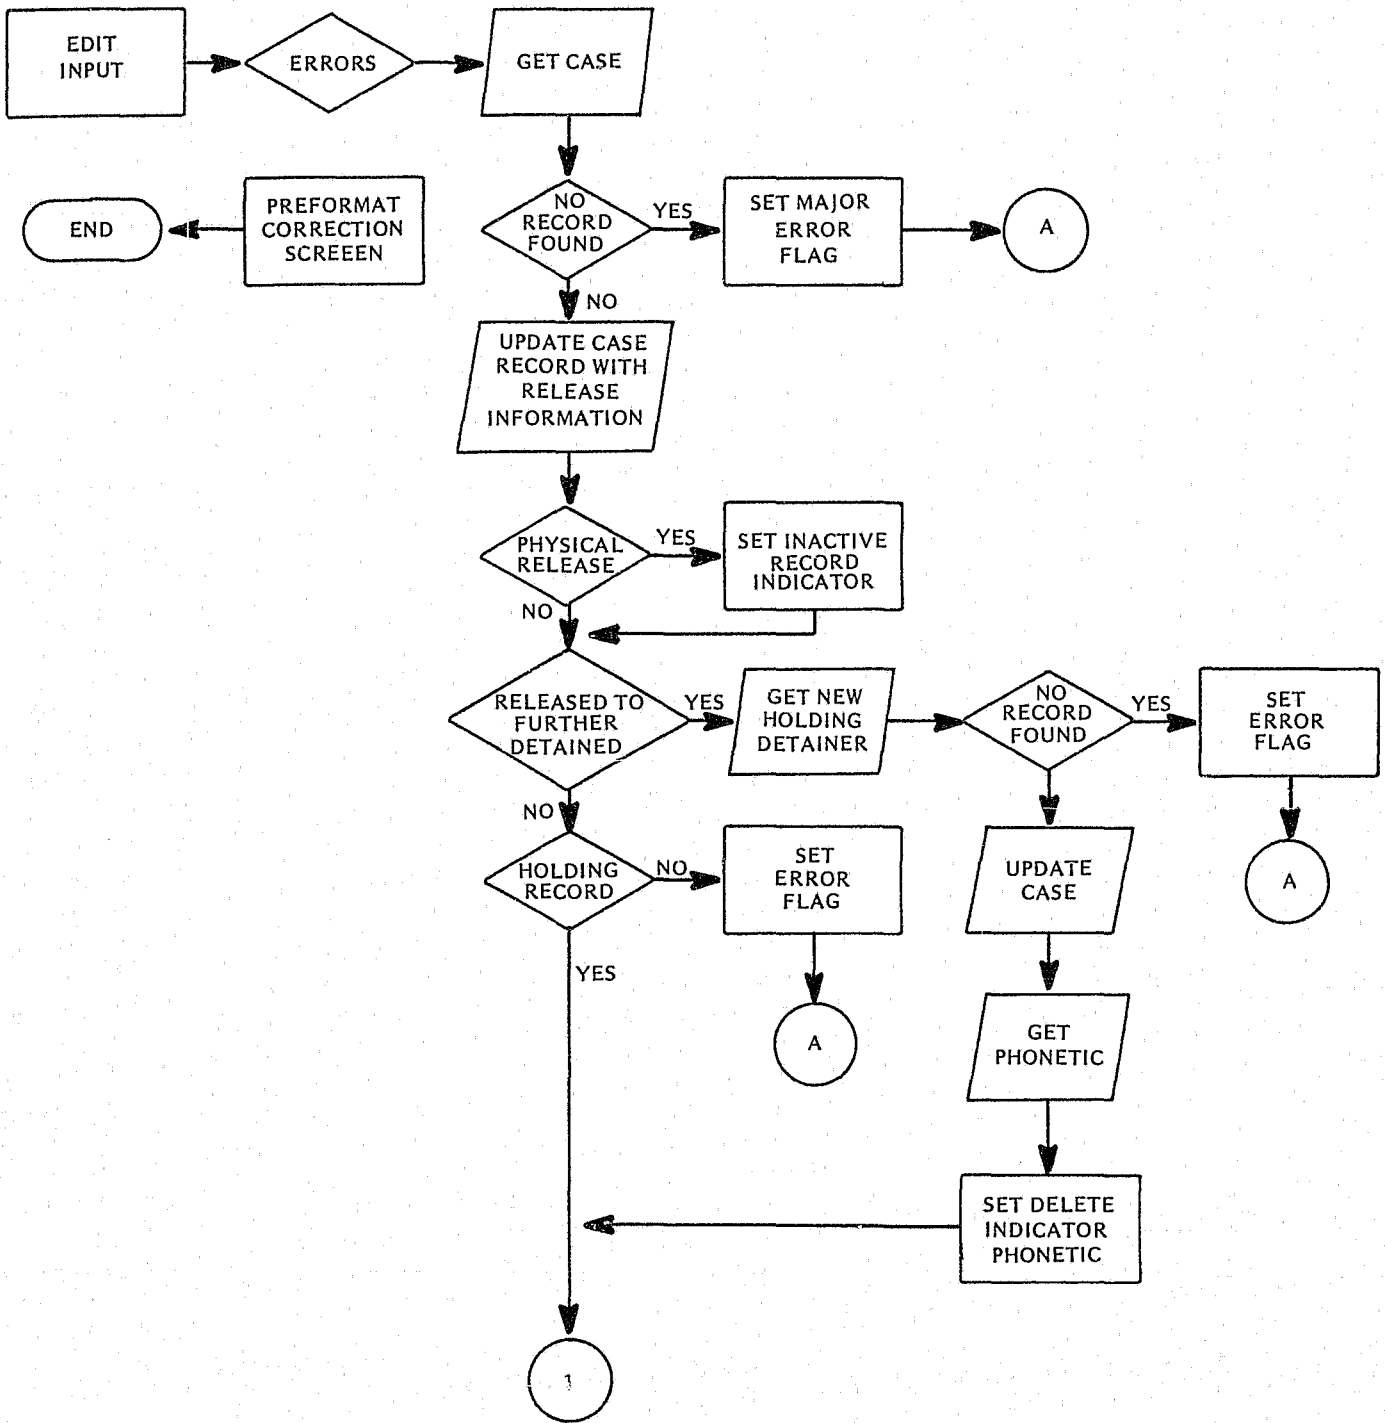 EDIT
INPUT
ERRORS
GET CASE
END
PREFORMAT
CORRECTION
SCREEEN
NO
RECORD
FOUND
YES
SET MAJOR
ERROR
FLAG
A
NO
UPDATE CASE
RECORD WITH
RELEASE
INFORMATION
PHYSICAL
RELEASE
YES
SET INACTIVE
RECORD
INDICATOR
NO
RELEASED TO
FURTHER
DETAINED
YES
GET NEW
HOLDING
DETAINER
NO
RECORD
FOUND
YES
SET
ERROR
FLAG
A
NO
HOLDING
RECORD
NO
SET
ERROR
FLAG
A
UPDATE
CASE
GET
PHONETIC
SET DELETE
INDICATOR
PHONETIC
YES
1